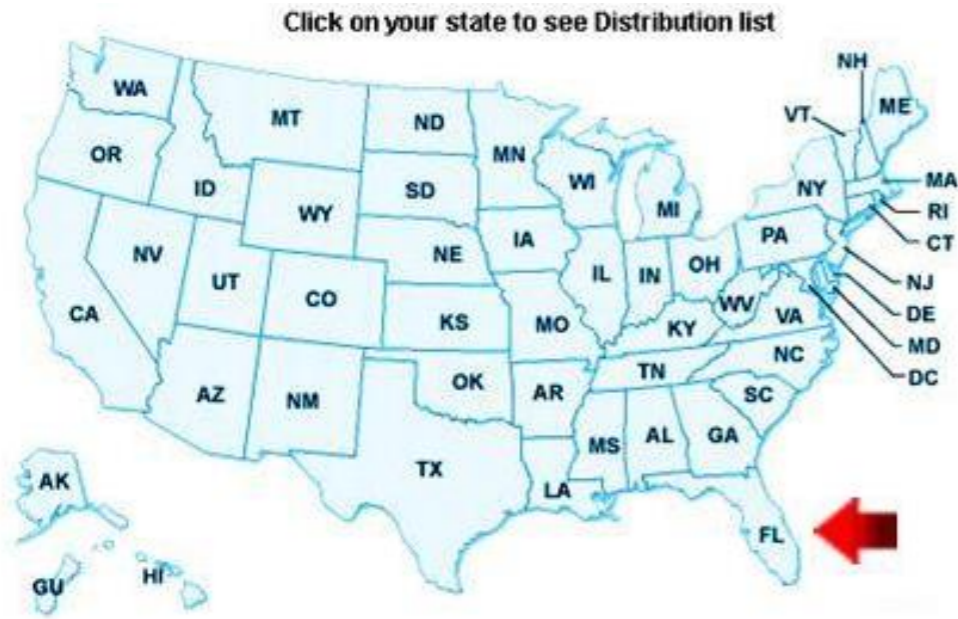 Click on your state to see Distribution list
NH
WA
ME
MT
ND
VT
OR
MN
ID
SD
WI
NY
MA
WY
MI
RI
IA
PA
CT
NV
NE
OH
UT
IL
IN
NJ
CO
WV
CA
DE
KS
MO
KY
VA
MD
NC
TN
DC
OK
AZ
AR
SC
NM
MS
AL
GA
TX
AK
LA
FL
GU
HI